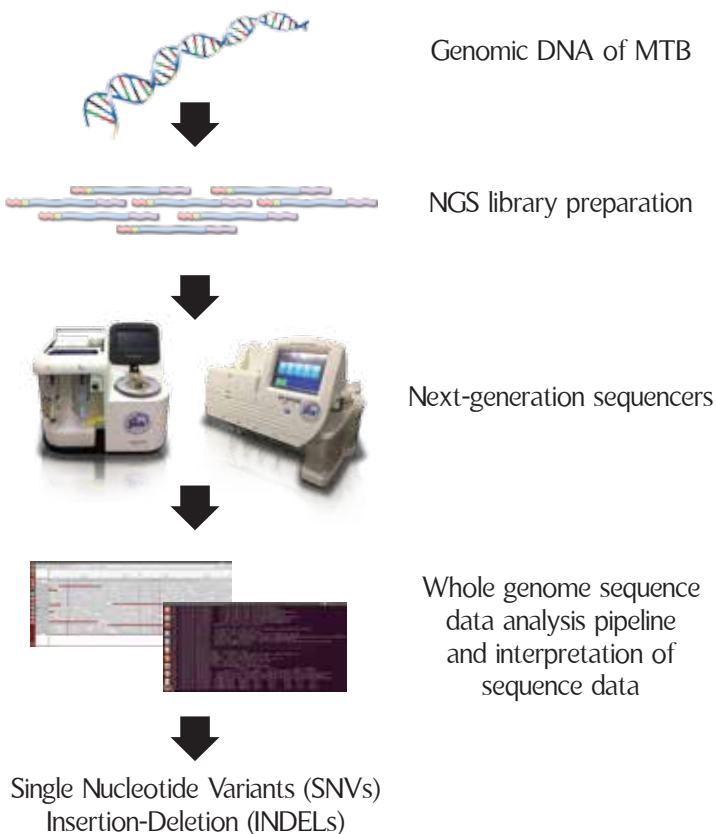 Genomic DNA of MTB
NGS library preparation
Next-generation sequencers
Whole genome sequence
data analysis pipeline
and interpretation of
sequence data
Single Nucleotide Variants (SNVs)
Insertion-Deletion (INDELs)